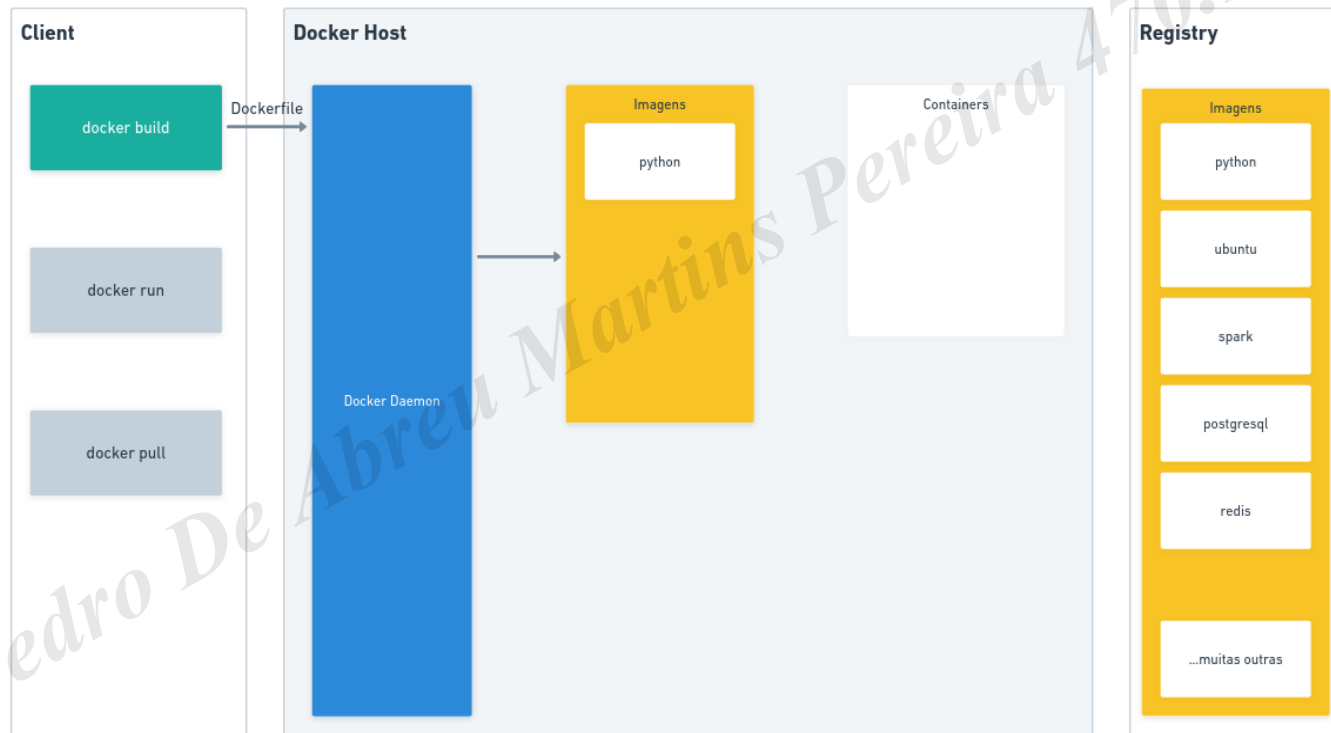 Client
docker build
docker run
docker pull
Dockerfile
Docker Host
Docker Daemon
Imagens
python
Containers
Registry
Imagens
python
ubuntu
spark
postgresql
redis
...muitas outras
edro De Abreu Martins Pereira 470.